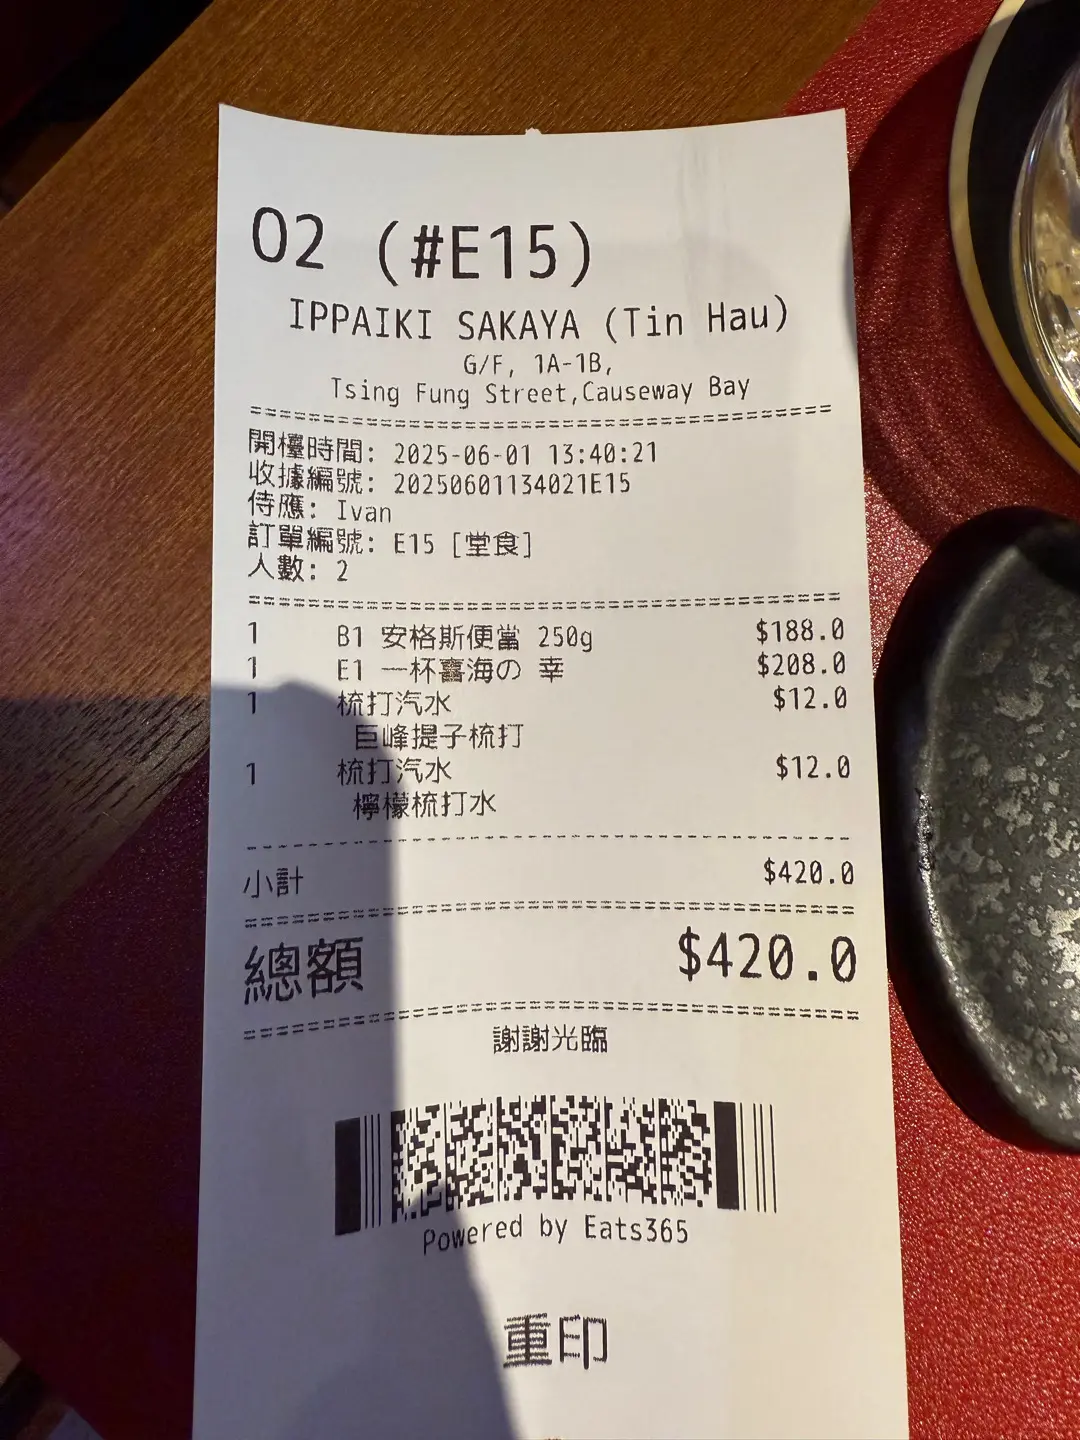 02 (#E15)
IPPAIKI SAKAYA (Tin Hau)
G/F, 1A-1B,
Tsing Fung Street,Causeway Bay
開檯時間: 2025-06-01 13:40:21
收據編號: 20250601134021E15
侍應: Ivan
訂單編號: E15 [堂食]
人數: 2
1 B1 安格斯便當 250g $188.0
1 E1 一杯囍海の 幸 $208.0
1 梳打汽水 $12.0
巨峰提子梳打
1 梳打汽水 $12.0
檸檬梳打水
小計 $420.0
總額 $420.0
謝謝光臨
Powered by Eats365
重印